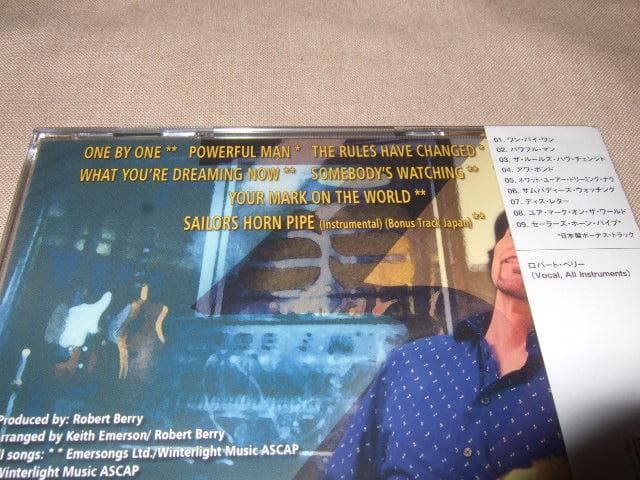 ONE BY ONE ** POWERFUL MAN * THE RULES HAVE CHANGED *
WHAT YOU'RE DREAMING NOW ** SOMEBODY'S WATCHING **
YOUR MARK ON THE WORLD **
SAILORS HORN PIPE (Instrumental) (Bonus Track Japan) **
Produced by: Robert Berry
arranged by Keith Emerson/ Robert Berry
ll songs: * * Emersongs Ltd./Winterlight Music ASCAP
Winterlight Music ASCAP
01. ワン・バイ・ワン
02. パワフル・マン
03. ザ・ルールズ・ハヴ・チェンジド
04. アワ・ボンド
05. ホワット・ユーアー・ドリーミング・ナウ
06. サムバディーズ・ウォッチング
07. ディス・レター
08. ユア・マーク・オン・ザ・ワールド
09. セーラーズ・ホーン・パイプ*
*日本製ボーナス・トラック
ロバート・ベリー
(Vocal, All Instruments)